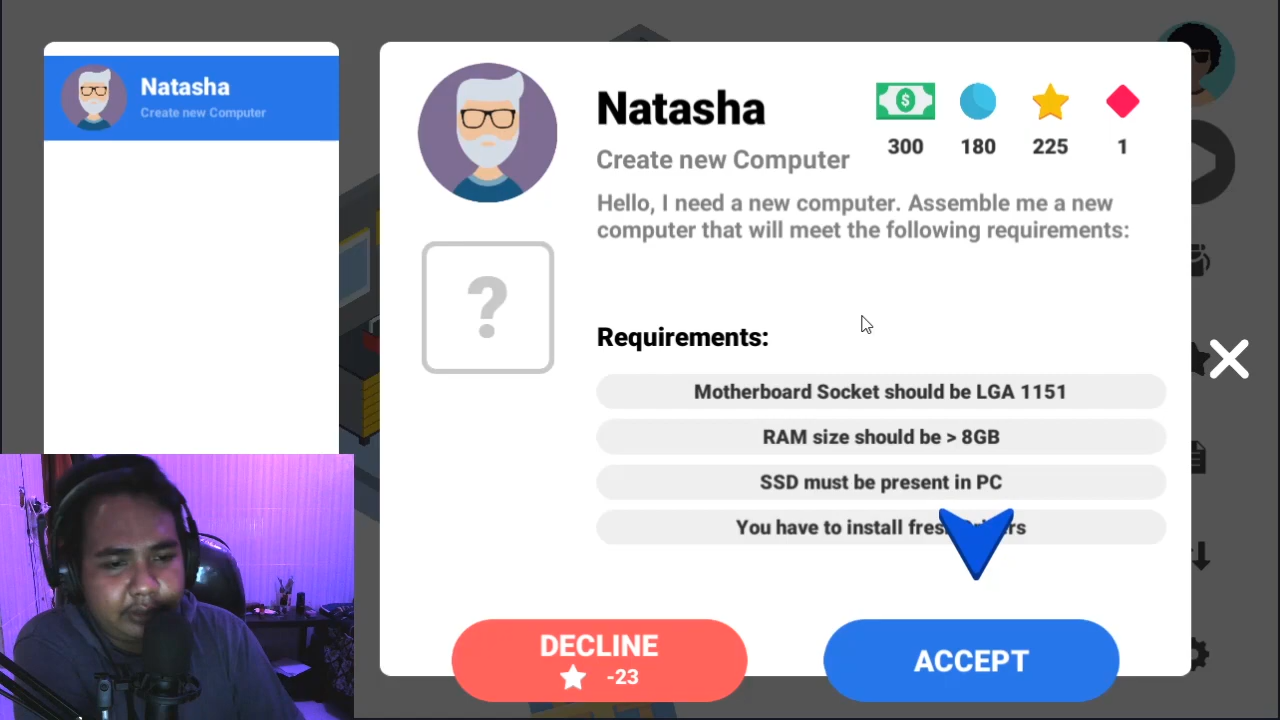 Natasha
Create new Computer
Natasha
Create new Computer
300
180
225
1
Hello, I need a new computer. Assemble me a new
computer that will meet the following requirements:
?
Requirements:
Motherboard Socket should be LGA 1151
RAM size should be > 8GB
SSD must be present in PC
You have to install fresh Drivers
DECLINE
-23
ACCEPT